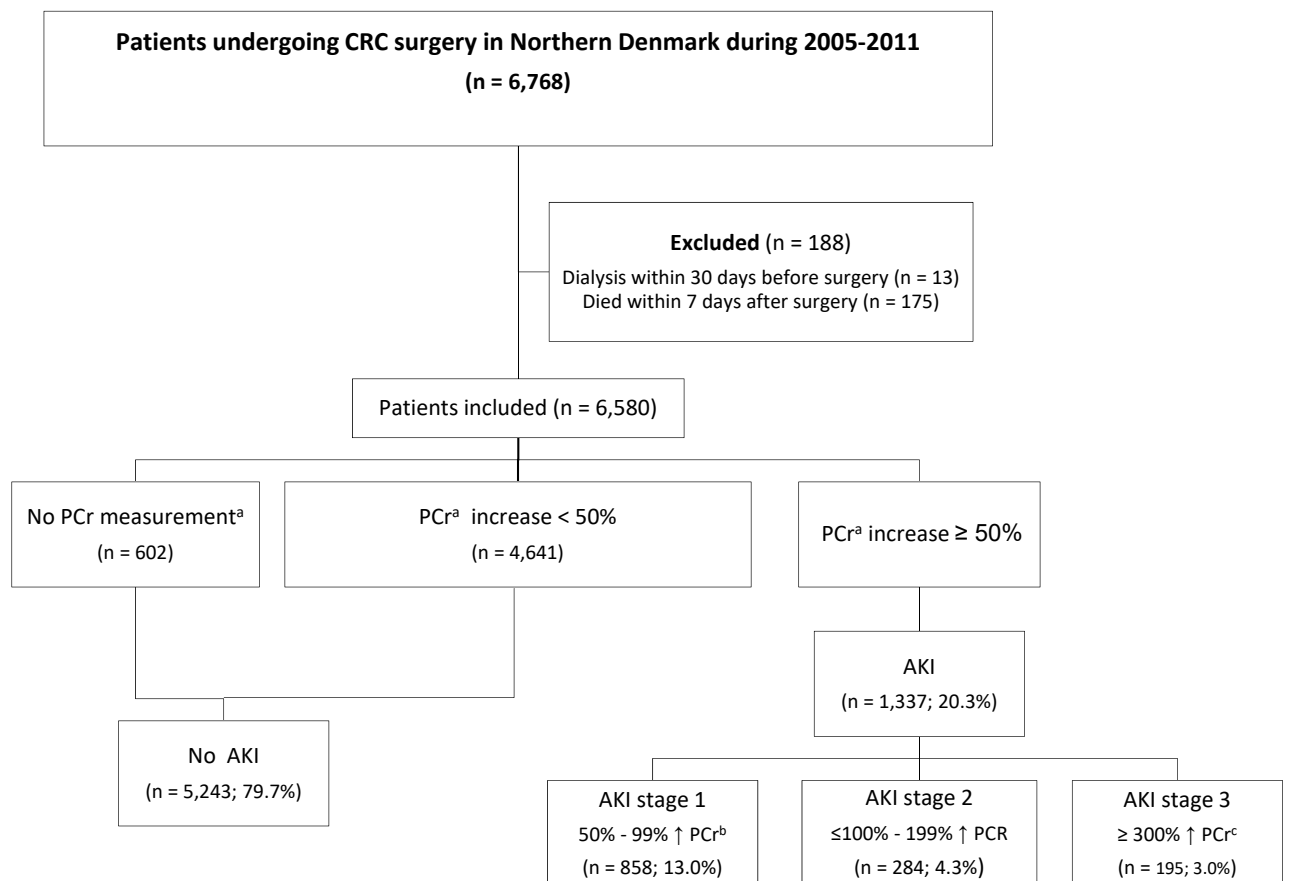 Patients undergoing CRC surgery in Northern Denmark during 2005-2011
(n = 6,768)
Excluded (n = 188)
Dialysis within 30 days before surgery (n = 13)
Died within 7 days after surgery (n = 175)
Patients included (n = 6,580)
No PCr measurementᵃ
(n = 602)
PCrᵃ increase < 50%
(n = 4,641)
PCrᵃ increase ≥ 50%
AKI
(n = 1,337; 20.3%)
No AKI
(n = 5,243; 79.7%)
AKI stage 1
50% - 99% ↑ PCrᵇ
(n = 858; 13.0%)
AKI stage 2
≤100% - 199% ↑ PCR
(n = 284; 4.3%)
AKI stage 3
≥ 300% ↑ PCrᶜ
(n = 195; 3.0%)